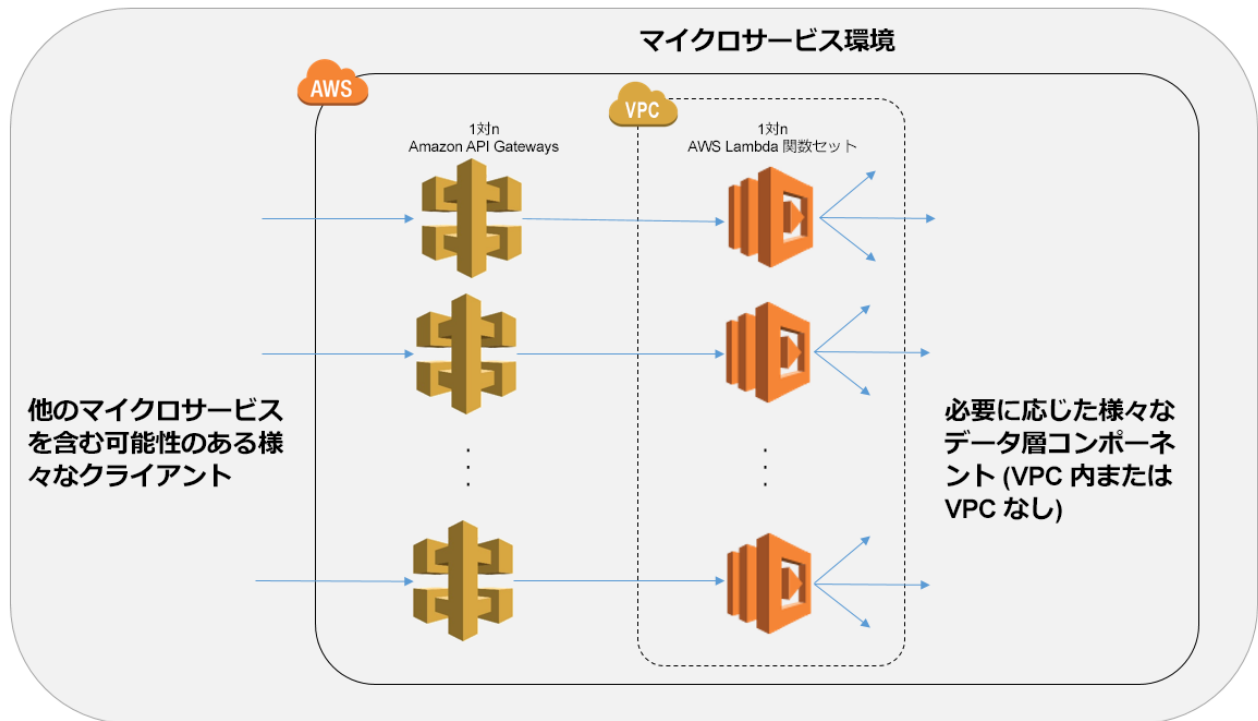 マイクロサービス環境
AWS
VPC
1対n
Amazon API Gateways
1対n
AWS Lambda 関数セット
他のマイクロサービス
を含む可能性のある様
々なクライアント
必要に応じた様々な
データ層コンポーネ
ント (VPC 内または
VPC なし)